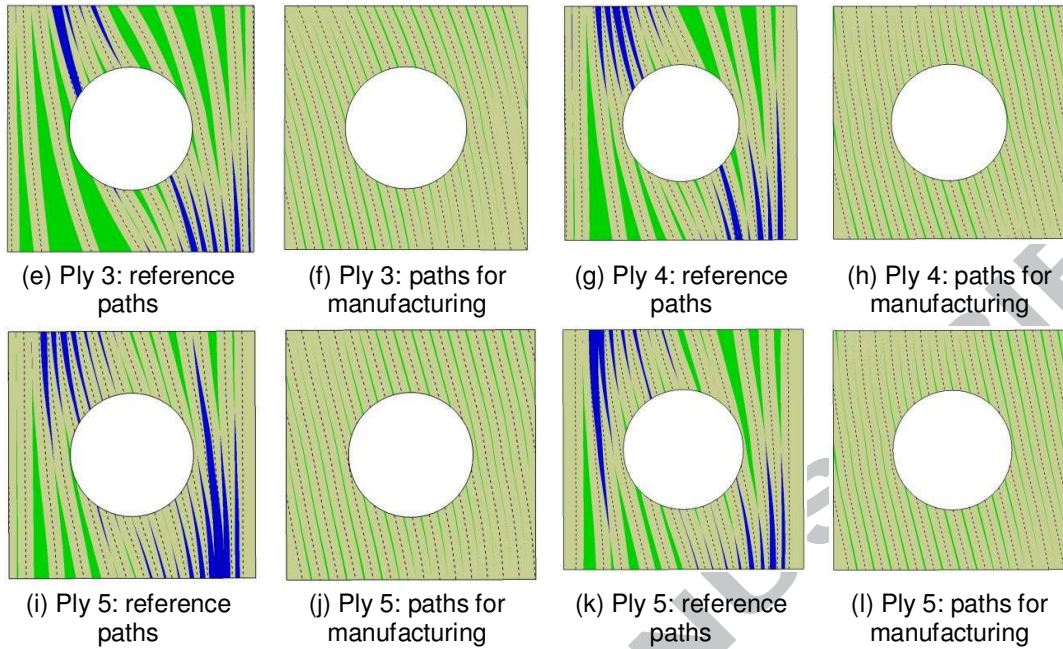 (e) Ply 3: reference
paths
(f) Ply 3: paths for
manufacturing
(g) Ply 4: reference
paths
(h) Ply 4: paths for
manufacturing
(i) Ply 5: reference
paths
(j) Ply 5: paths for
manufacturing
(k) Ply 5: reference
paths
(l) Ply 5: paths for
manufacturing